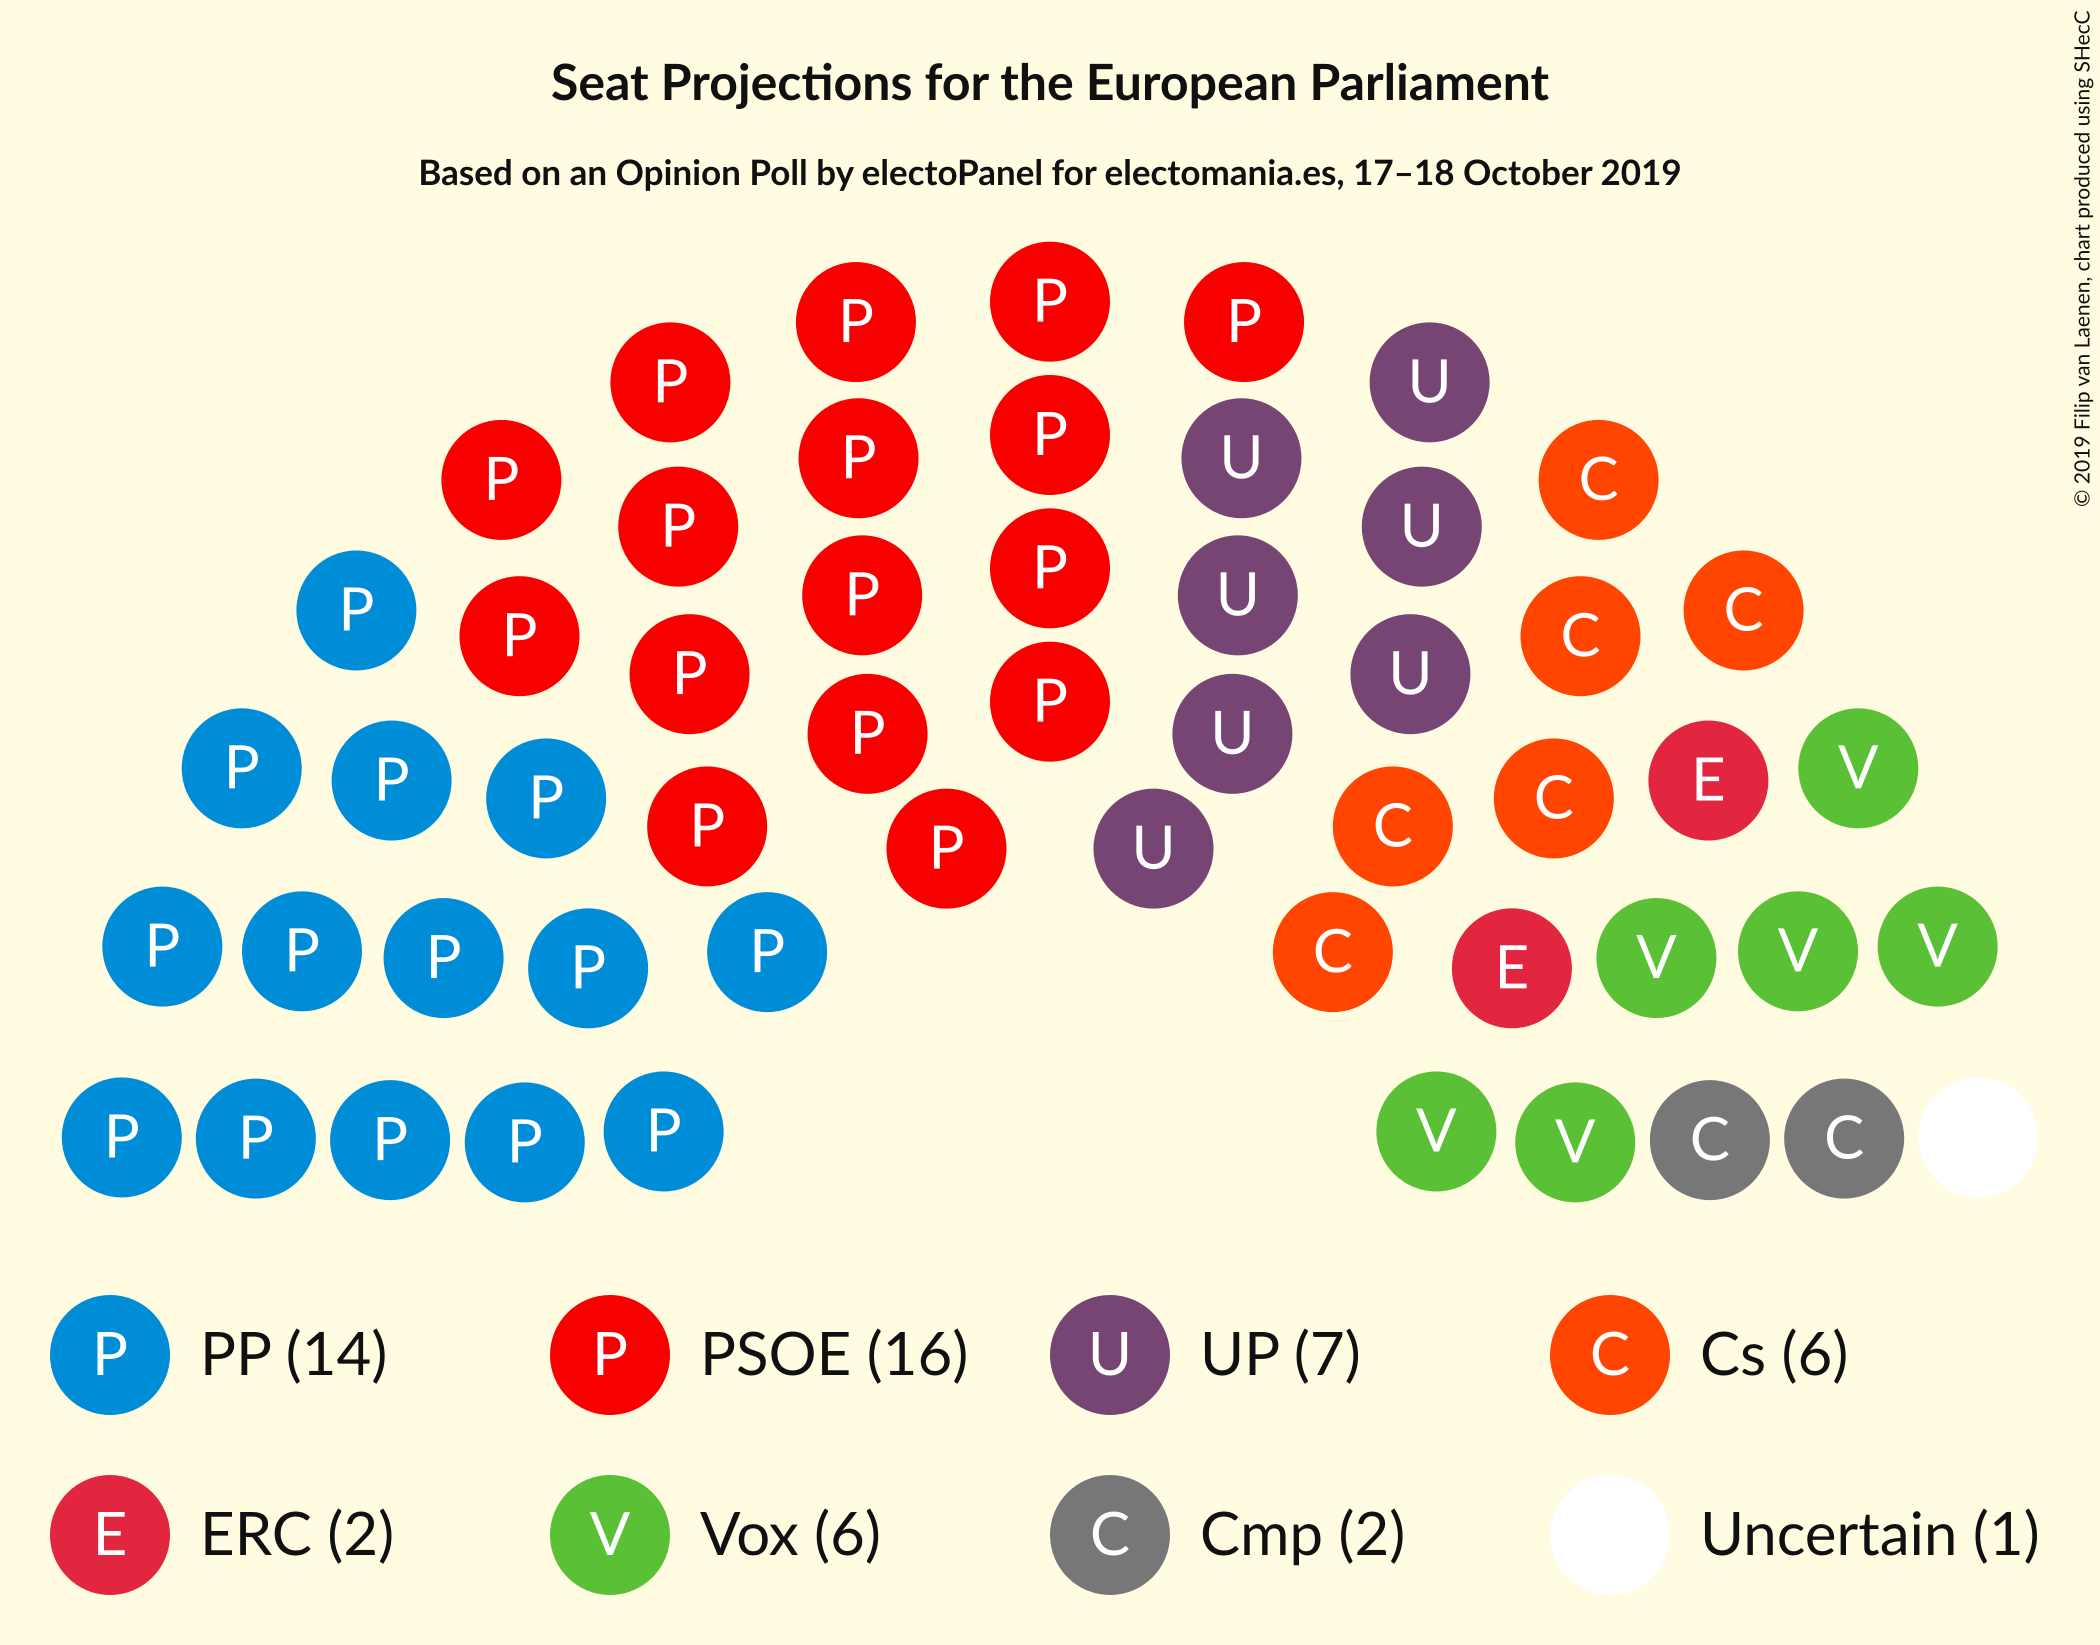 Seat Projections for the European Parliament
Based on an Opinion Poll by electoPanel for electomania.es, 17–18 October 2019
© 2019 Filip van Laenen, chart produced using SHecC
P
P P
P U
P P P U
P P U C
P P P U
P P U C C
P P P U
P P P P U E V
P C C
P U
P P P P P C E V V V
P P P P P V V C C
P PP (14) P PSOE (16) U UP (7) C Cs (6)
E ERC (2) V Vox (6) C Cmp (2) Uncertain (1)